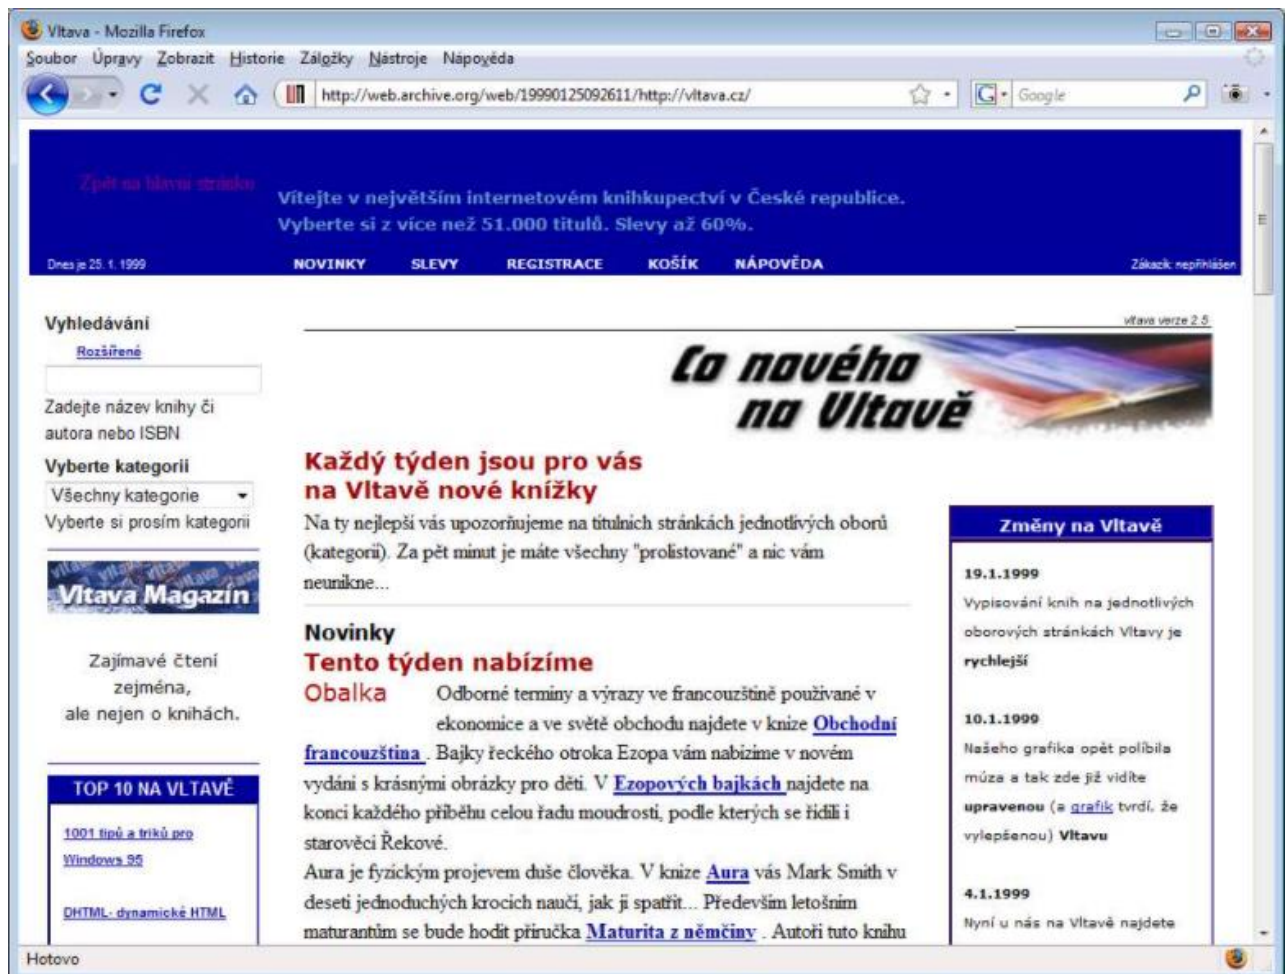 Vltava - Mozilla Firefox
Soubor Úpravy Zobrazit Historie Záložky Nástroje Nápověda
http://web.archive.org/web/19990125092611/http://vltava.cz/
Google
Zpět na hlavní stránku
Vítejte v největším internetovém knihkupectví v České republice.
Vyberte si z více než 51.000 titulů. Slevy až 60%.
Dnes je 25. 1. 1999
NOVINKY SLEVY REGISTRACE KOŠÍK NÁPOVĚDA
Zákazík: nepřihlášen
Vyhledávání
Rozšířené
Zadejte název knihy či
autora nebo ISBN
Vyberte kategorii
Všechny kategorie
Vyberte si prosím kategorii
Vltava Magazín
Zajímavé čtení
zejména,
ale nejen o knihách.
TOP 10 NA VLTAVĚ
1001 tipů a triků pro
Windows 95
DHTML- dynamické HTML
vltava verze 2.5
Co nového
na Vltavě
Každý týden jsou pro vás
na Vltavě nové knížky
Na ty nejlepší vás upozorňujeme na titulních stránkách jednotlivých oborů
(kategorií). Za pět minut je máte všechny "prolistované" a nic vám
neunikne...
Novinky
Tento týden nabízíme
Obalka
Odborné termíny a výrazy ve francouzštině používané v
ekonomice a ve světě obchodu najdete v knize Obchodní
francouzština . Bajky řeckého otroka Ezopa vám nabízíme v novém
vydání s krásnými obrázky pro děti. V Ezopových bajkách najdete na
konci každého příběhu celou řadu moudrostí, podle kterých se řídili i
starověcí Řekové.
Aura je fyzickým projevem duše člověka. V knize Aura vás Mark Smith v
deseti jednoduchých krocích naučí, jak ji spatřit... Především letošním
maturantům se bude hodit příručka Maturita z němčiny . Autoři tuto knihu
Změny na Vltavě
19.1.1999
Vypisování knih na jednotlivých
oborových stránkách Vltavy je
rychlejší
10.1.1999
Našeho grafika opět políbila
múza a tak zde již vidíte
upravenou (a grafik tvrdí, že
vylepšenou) Vltavu
4.1.1999
Nyní u nás na Vltavě najdete
Hotovo